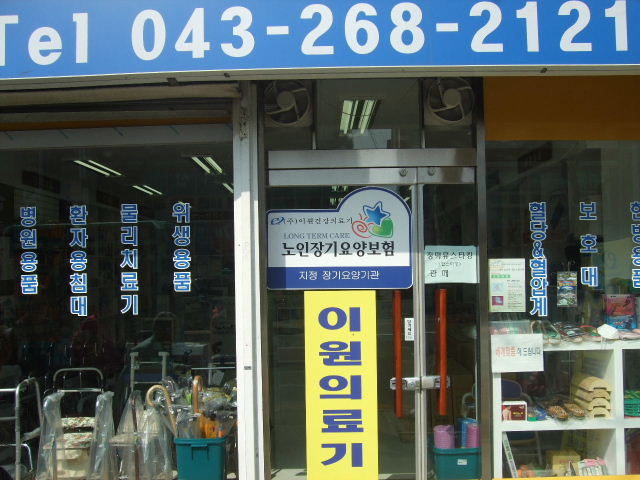 Tel 043-268-2121
병원용품
환자용침대
물리치료기
위생용품
(주)이원건강의료기
LONG TERM CARE
노인장기요양보험
지정 장기요양기관
이원의료기
판매
혈당&혈압계
보호대